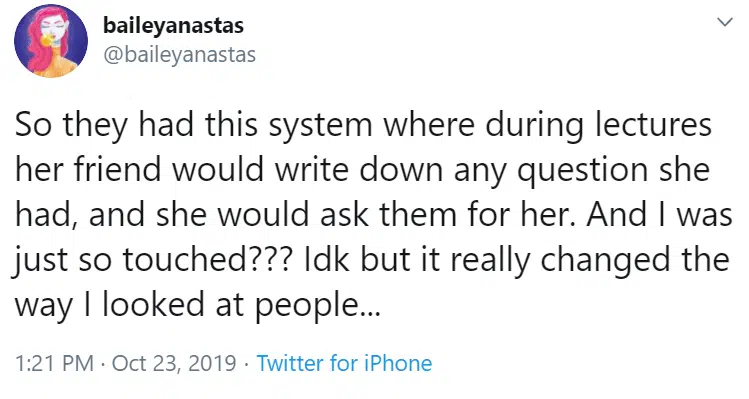 baileyanastas
@baileyanastas
So they had this system where during lectures
her friend would write down any question she
had, and she would ask them for her. And I was
just so touched??? Idk but it really changed the
way I looked at people...
1:21 PM · Oct 23, 2019 · Twitter for iPhone